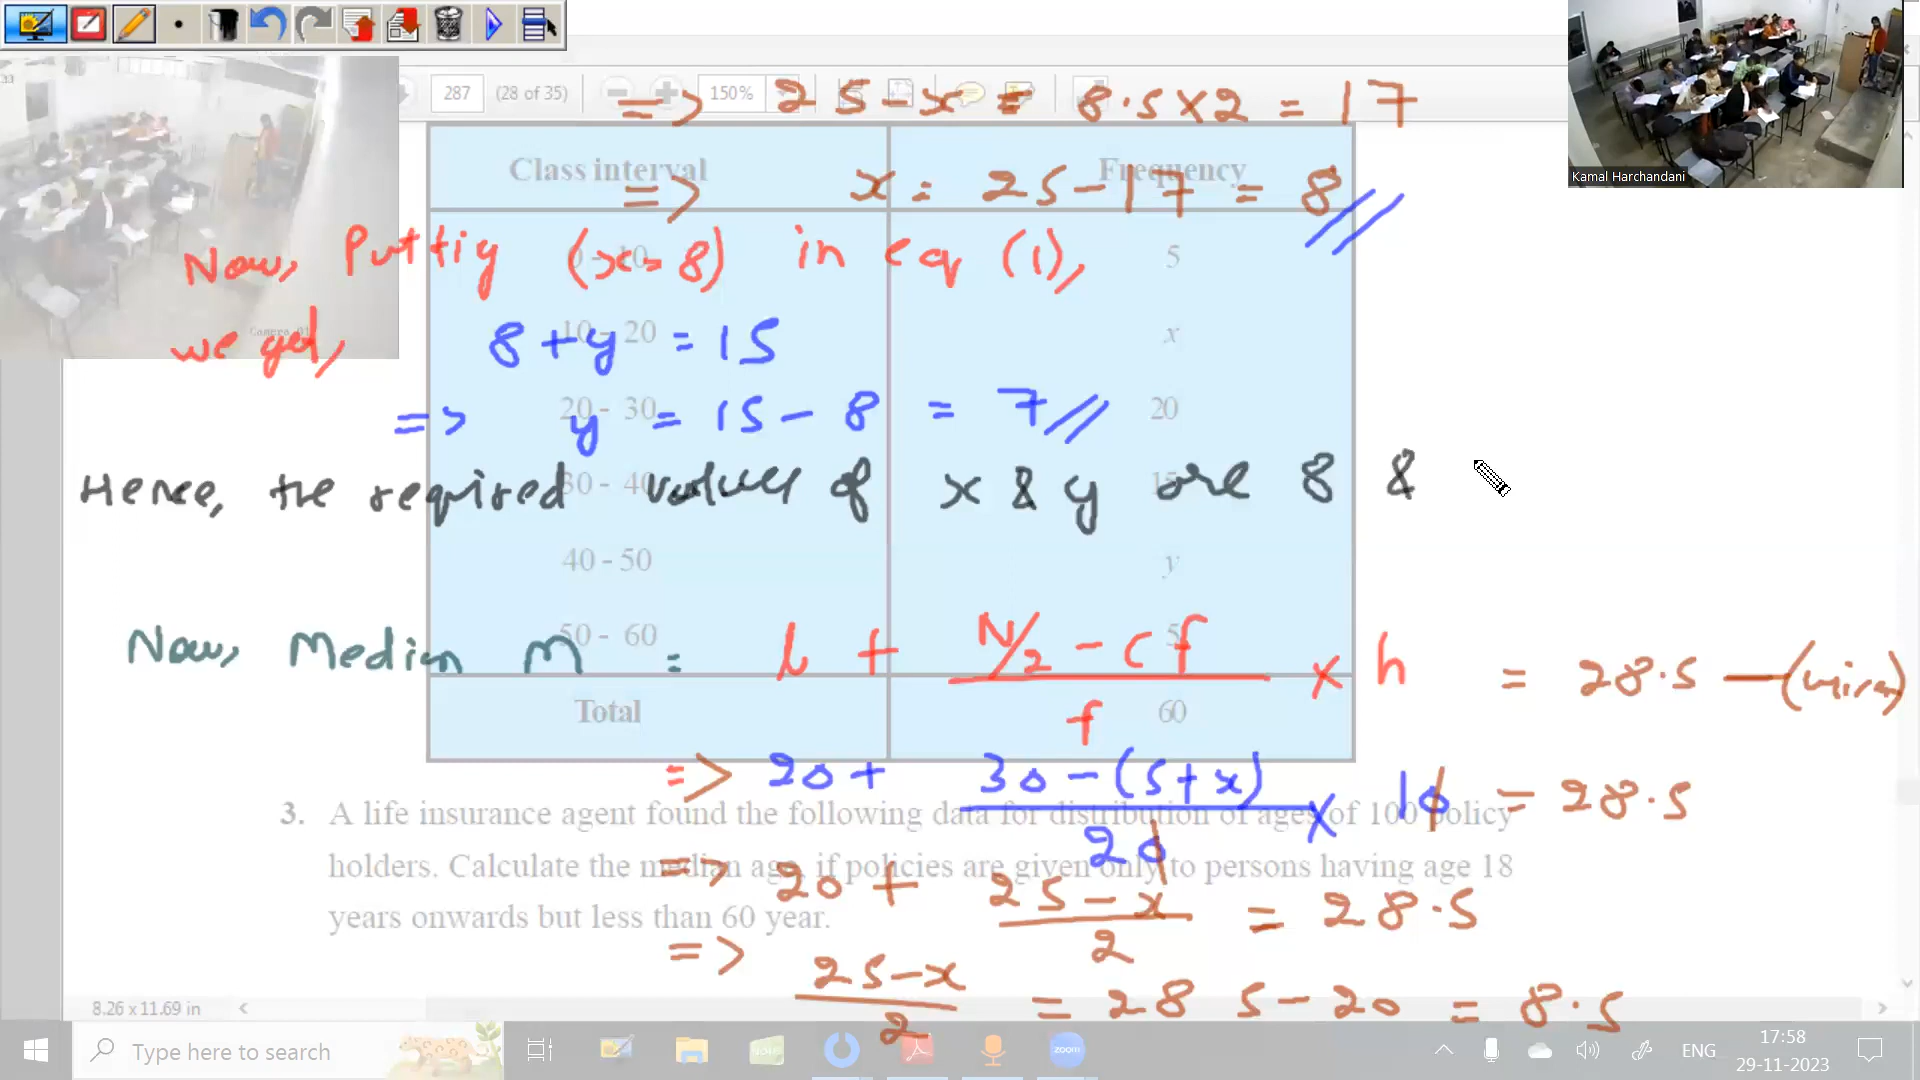 287 (28 of 35) 150%
=> 25-x = 8.5×2 = 17
Class interval Frequency
=> x = 25-17 = 8
Kamal Harchandani
Now, Puttig (x=8) in eq (1),
0 - 10 5
we get, 8+y = 15
10 - 20 x
=> y = 15 - 8 = 7
20 - 30 20
Hence, the required values of x & y are 8 &
30 - 40 15
40 - 50 y
50 - 60 5
Now, Median M = l + N/2 - cf / f × h = 28.5 —(given)
Total 60
=> 20 + 30-(5+x) / 20 × 10 = 28.5
3. A life insurance agent found the following data for distribution of ages of 100 policy
holders. Calculate the median age, if policies are given only to persons having age 18
years onwards but less than 60 year.
=> 20 + 25-x / 2 = 28.5
=> 25-x / 2 = 28 5-20 = 8.5
8.26 x 11.69 in
Type here to search
zoom
ENG
17:58
29-11-2023